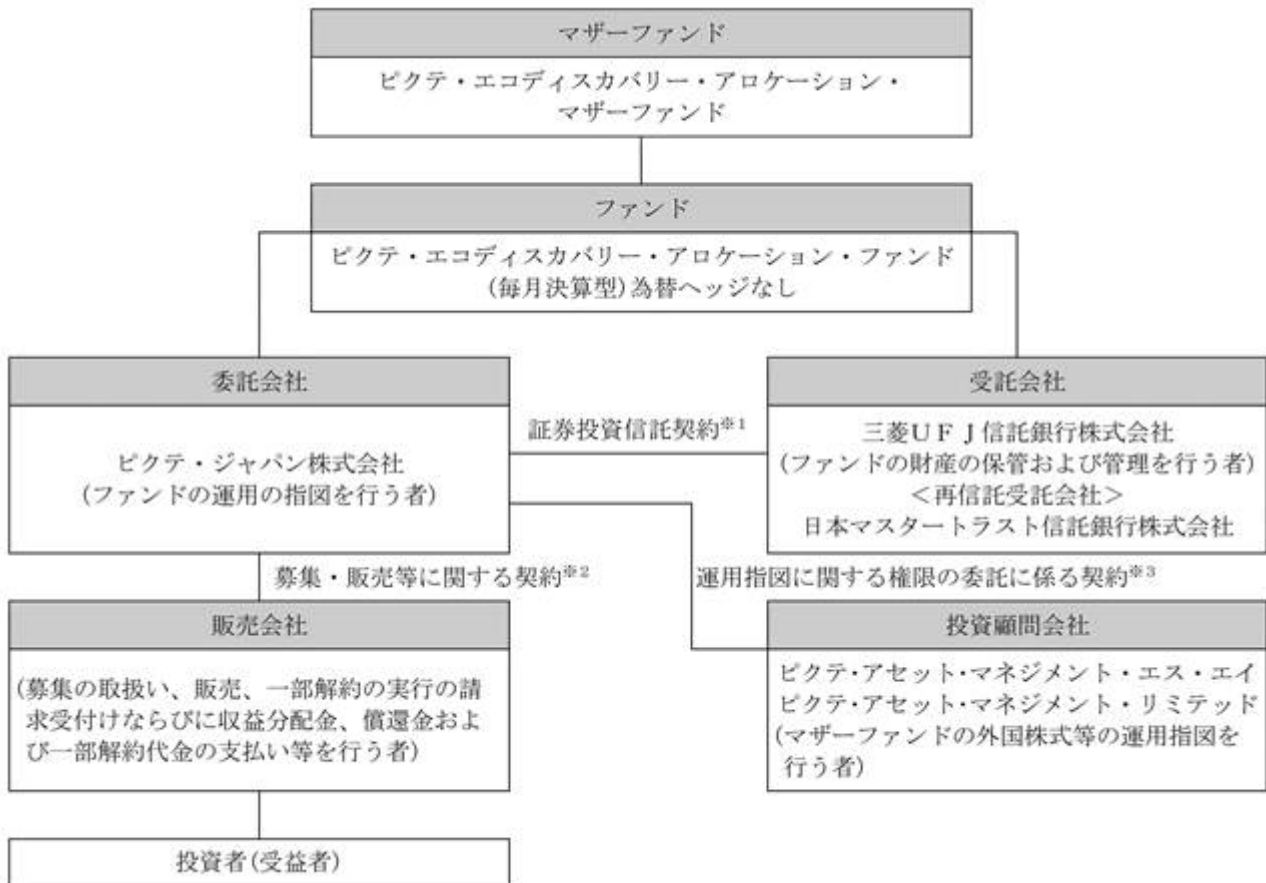 マザーファンド
ピクテ・エコディスカバリー・アロケーション・
マザーファンド
ファンド
ピクテ・エコディスカバリー・アロケーション・ファンド
(毎月決算型)為替ヘッジなし
委託会社
ピクテ・ジャパン株式会社
(ファンドの運用の指図を行う者)
証券投資信託契約※1
受託会社
三菱UFJ信託銀行株式会社
(ファンドの財産の保管および管理を行う者)
<再信託受託会社>
日本マスタートラスト信託銀行株式会社
募集・販売等に関する契約※2
運用指図に関する権限の委託に係る契約※3
販売会社
(募集の取扱い、販売、一部解約の実行の請
求受付けならびに収益分配金、償還金およ
び一部解約代金の支払い等を行う者)
投資顧問会社
ピクテ・アセット・マネジメント・エス・エイ
ピクテ・アセット・マネジメント・リミテッド
(マザーファンドの外国株式等の運用指図を
行う者)
投資者(受益者)